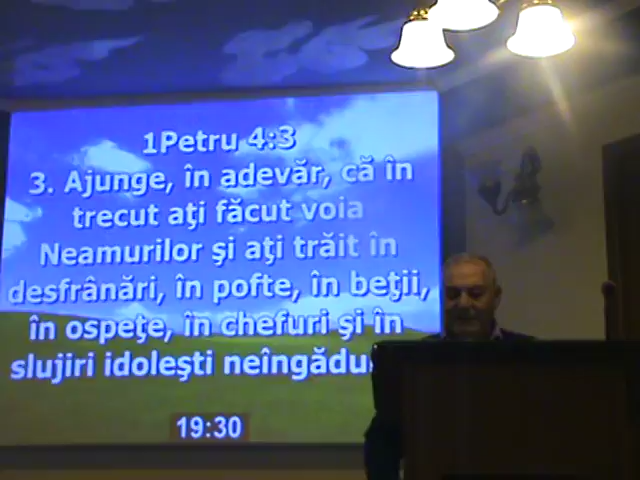 1Petru 4:3
3. Ajunge, în adevăr, că în
trecut aţi făcut voia
Neamurilor şi aţi trăit în
desfrânări, în pofte, în beţii,
în ospeţe, în chefuri şi în
slujiri idoleşti
19:30